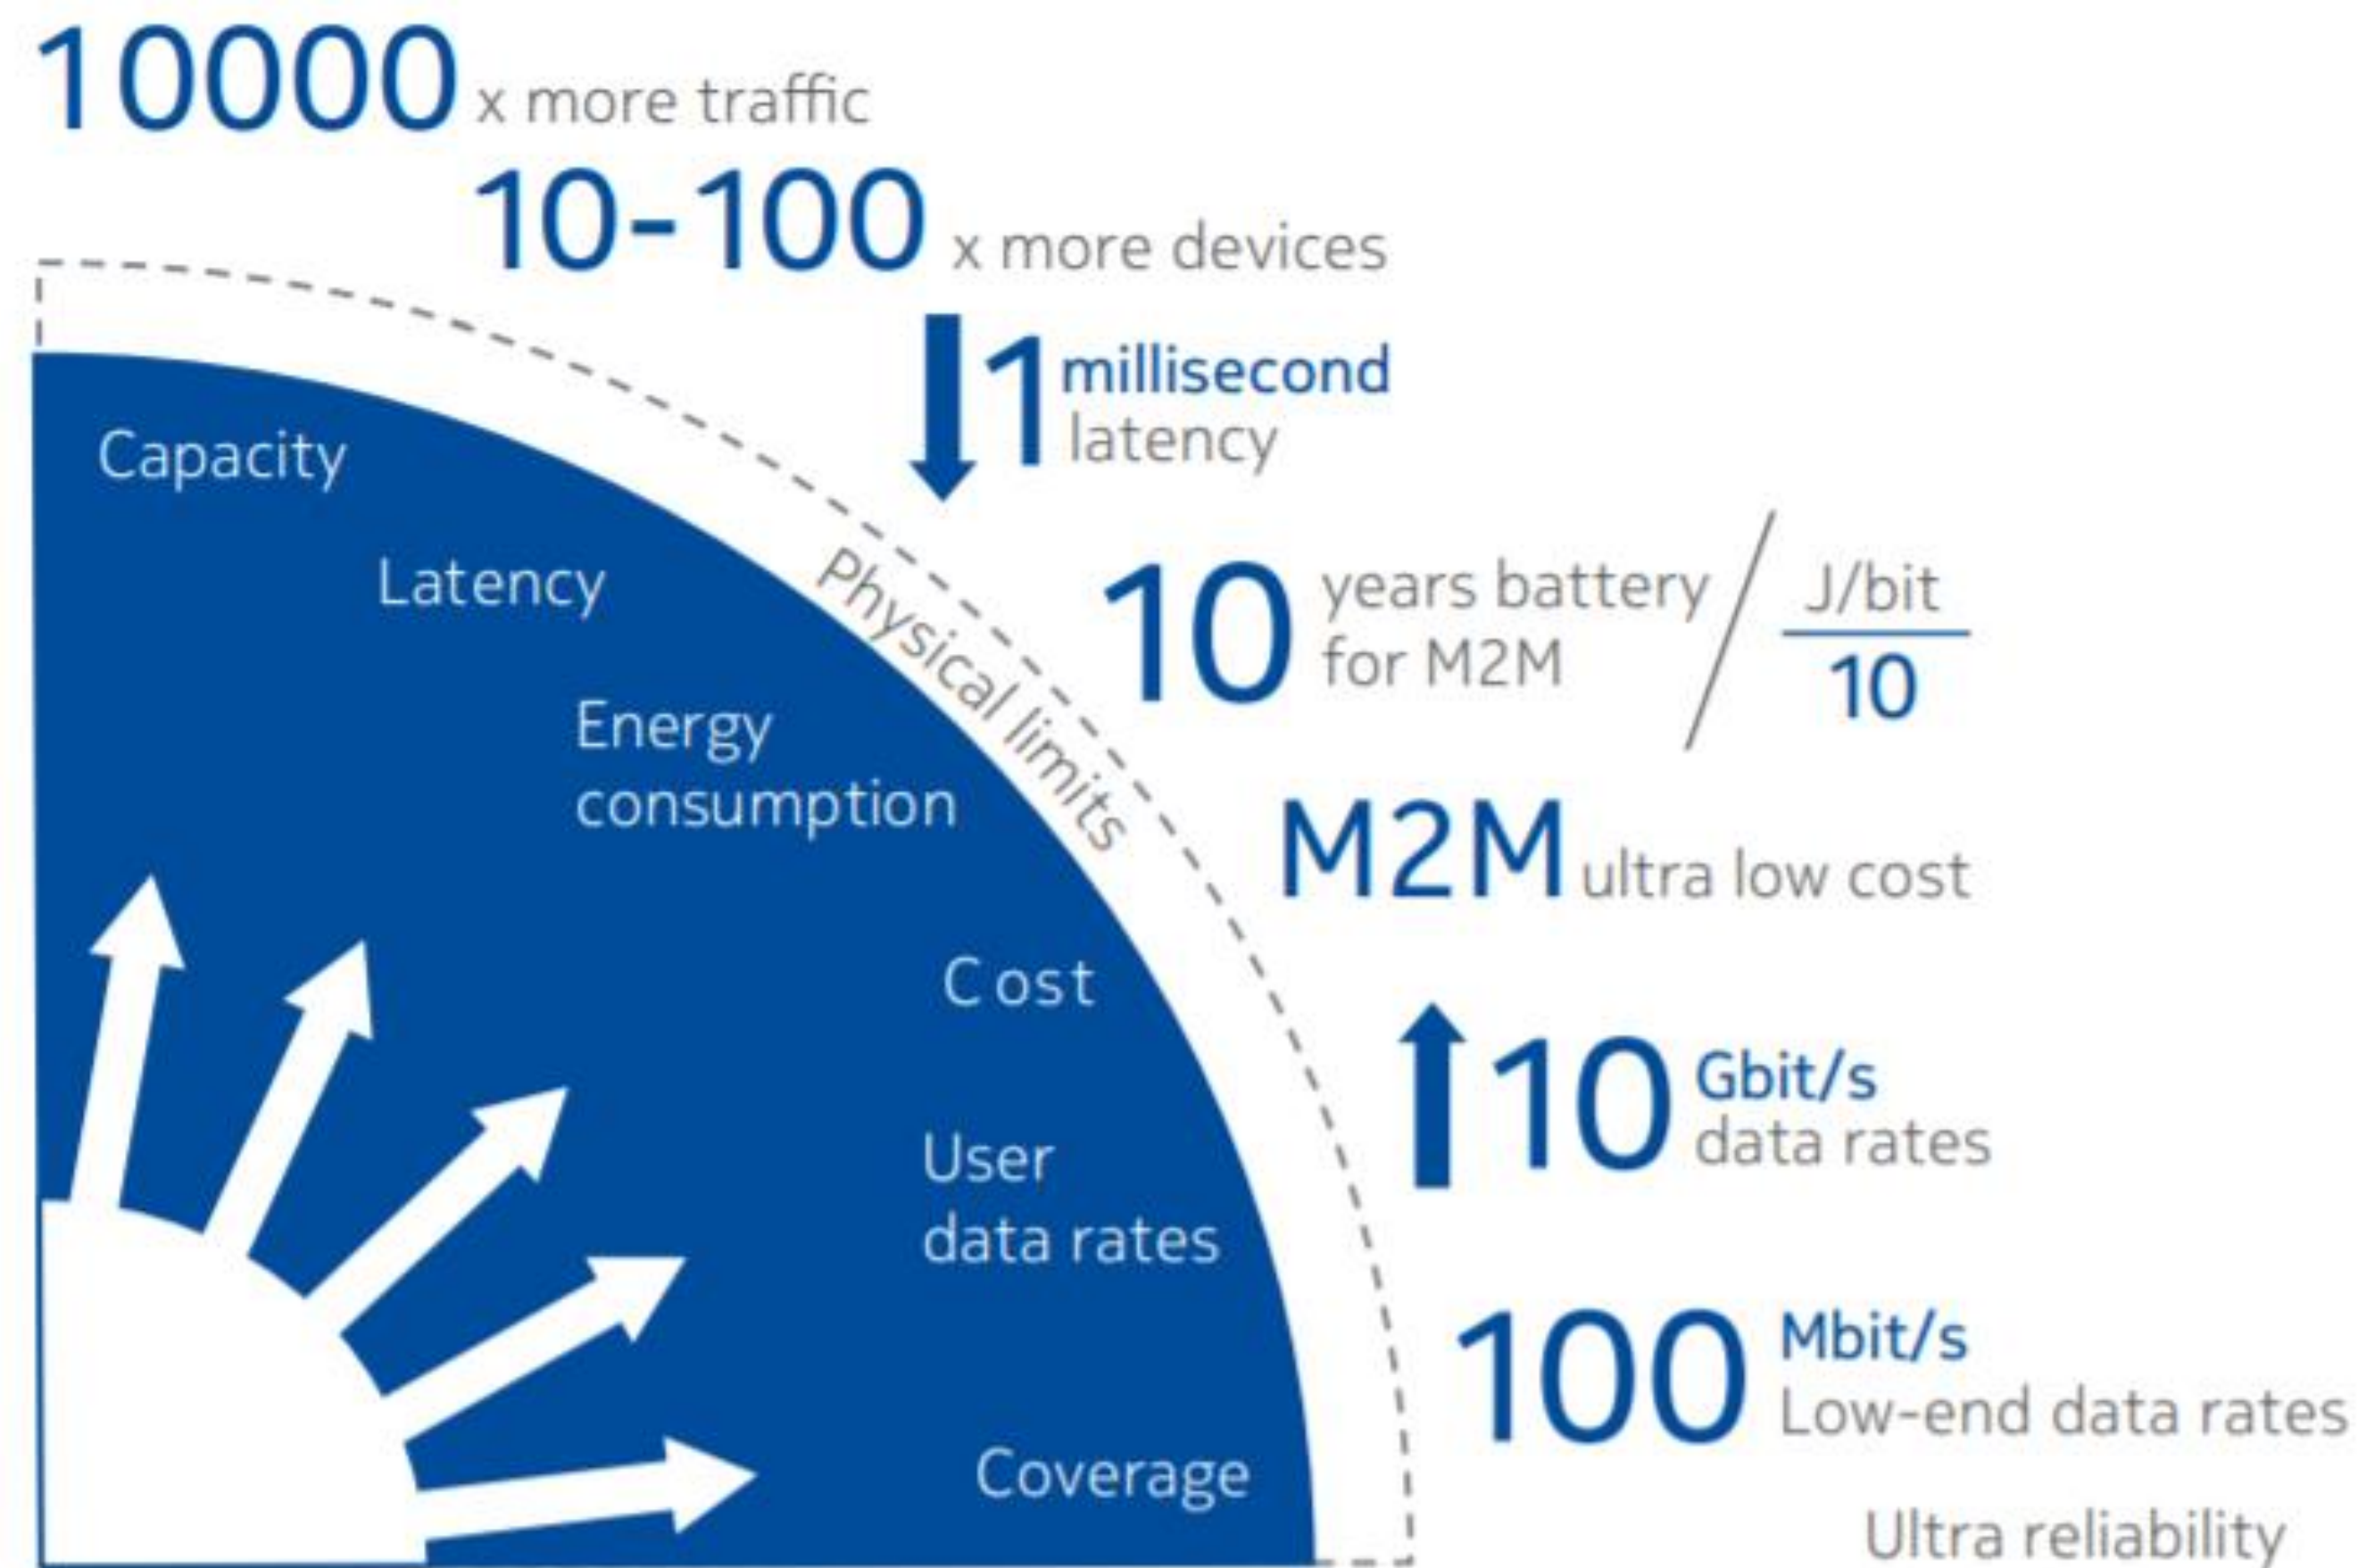 10000 x more traffic
10-100 x more devices
1 millisecond
latency
10 years battery
for M2M
J/bit
10
M2M ultra low cost
10 Gbit/s
data rates
100 Mbit/s
Low-end data rates
Ultra reliability
Physical limits
Capacity
Latency
Energy
consumption
Cost
User
data rates
Coverage